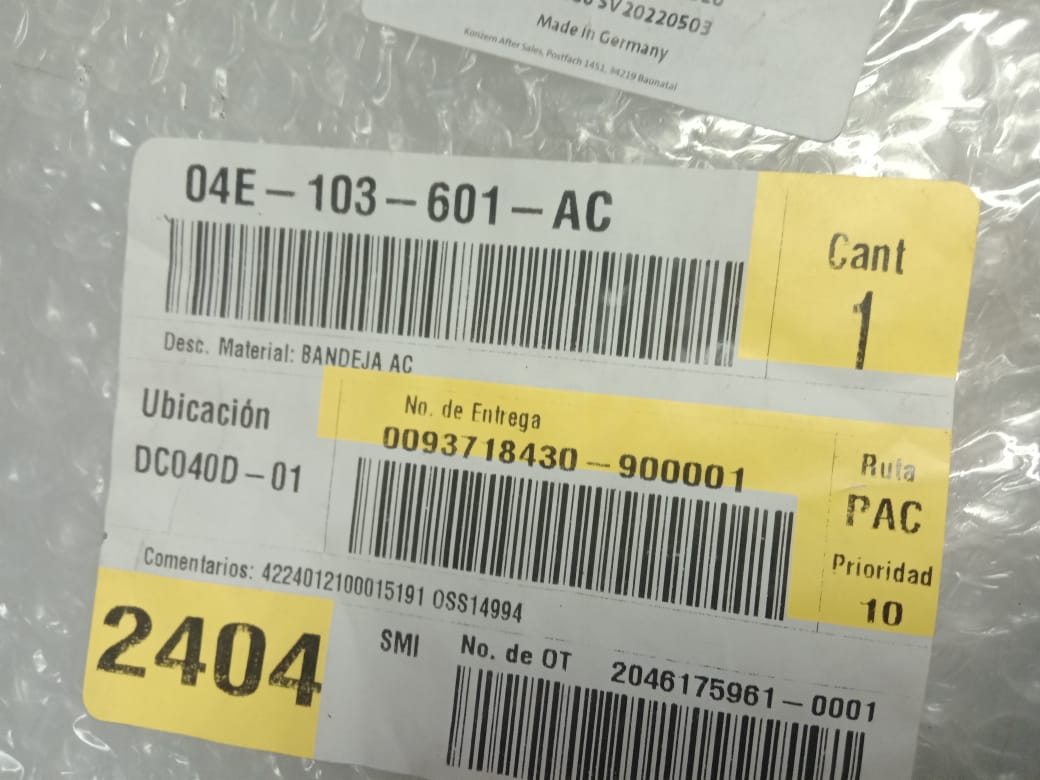 SV20220503
Made in Germany
Konzern After Sales, Postfach 1451, 34219 Baunatal
04E-103-601-AC
Cant
1
Desc. Material: BANDEJA AC
Ubicación
DC040D-01
No. de Entrega
0093718430-900001
Ruta
PAC
Prioridad
10
Comentarios: 4224012100015191 OSS14994
2404
SMI No. de OT 2046175961-0001